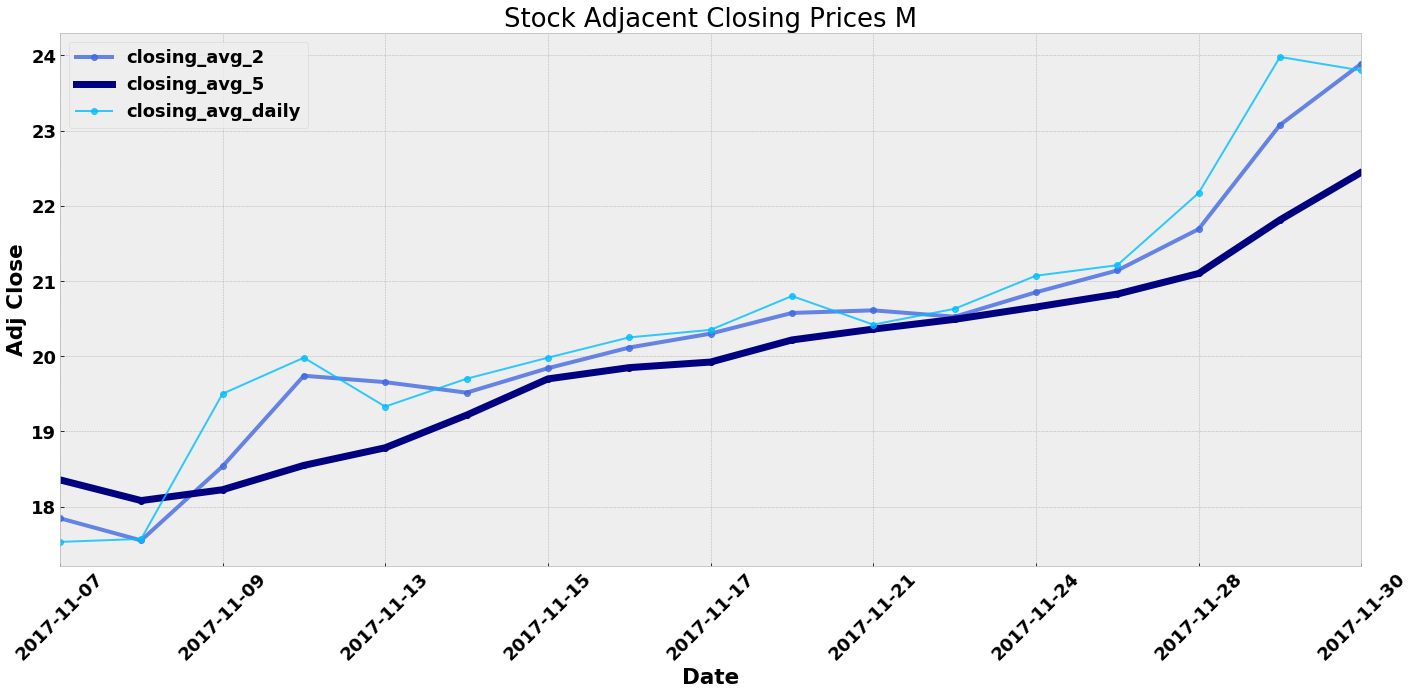 Stock Adjacent Closing Prices M
closing_avg_2
closing_avg_5
closing_avg_daily
24
23
22
21
20
19
18
Adj Close
2017-11-07
2017-11-09
2017-11-13
2017-11-15
2017-11-17
2017-11-21
2017-11-24
2017-11-28
2017-11-30
Date